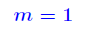 m = 1